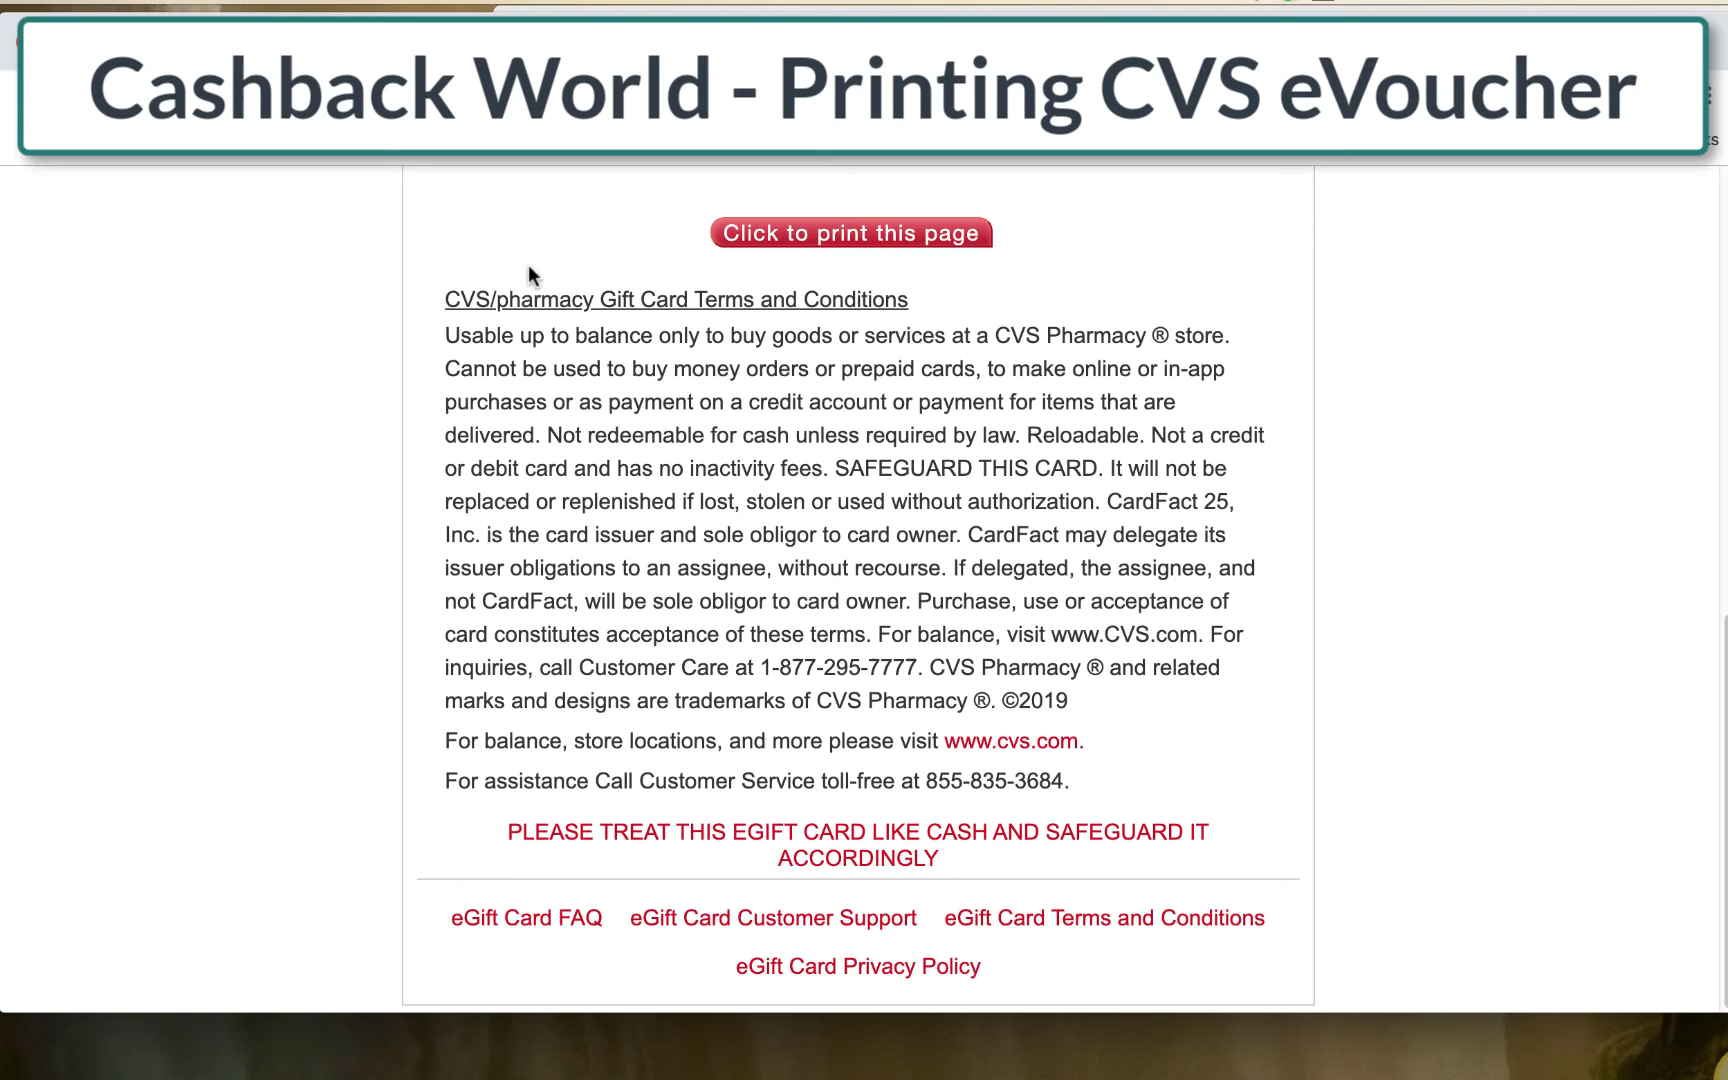 Cashback World - Printing CVS eVoucher
Click to print this page
CVS/pharmacy Gift Card Terms and Conditions
Usable up to balance only to buy goods or services at a CVS Pharmacy ® store.
Cannot be used to buy money orders or prepaid cards, to make online or in-app
purchases or as payment on a credit account or payment for items that are
delivered. Not redeemable for cash unless required by law. Reloadable. Not a credit
or debit card and has no inactivity fees. SAFEGUARD THIS CARD. It will not be
replaced or replenished if lost, stolen or used without authorization. CardFact 25,
Inc. is the card issuer and sole obligor to card owner. CardFact may delegate its
issuer obligations to an assignee, without recourse. If delegated, the assignee, and
not CardFact, will be sole obligor to card owner. Purchase, use or acceptance of
card constitutes acceptance of these terms. For balance, visit www.CVS.com. For
inquiries, call Customer Care at 1-877-295-7777. CVS Pharmacy ® and related
marks and designs are trademarks of CVS Pharmacy ®. ©2019
For balance, store locations, and more please visit www.cvs.com.
For assistance Call Customer Service toll-free at 855-835-3684.
PLEASE TREAT THIS EGIFT CARD LIKE CASH AND SAFEGUARD IT
ACCORDINGLY
eGift Card FAQ eGift Card Customer Support eGift Card Terms and Conditions
eGift Card Privacy Policy